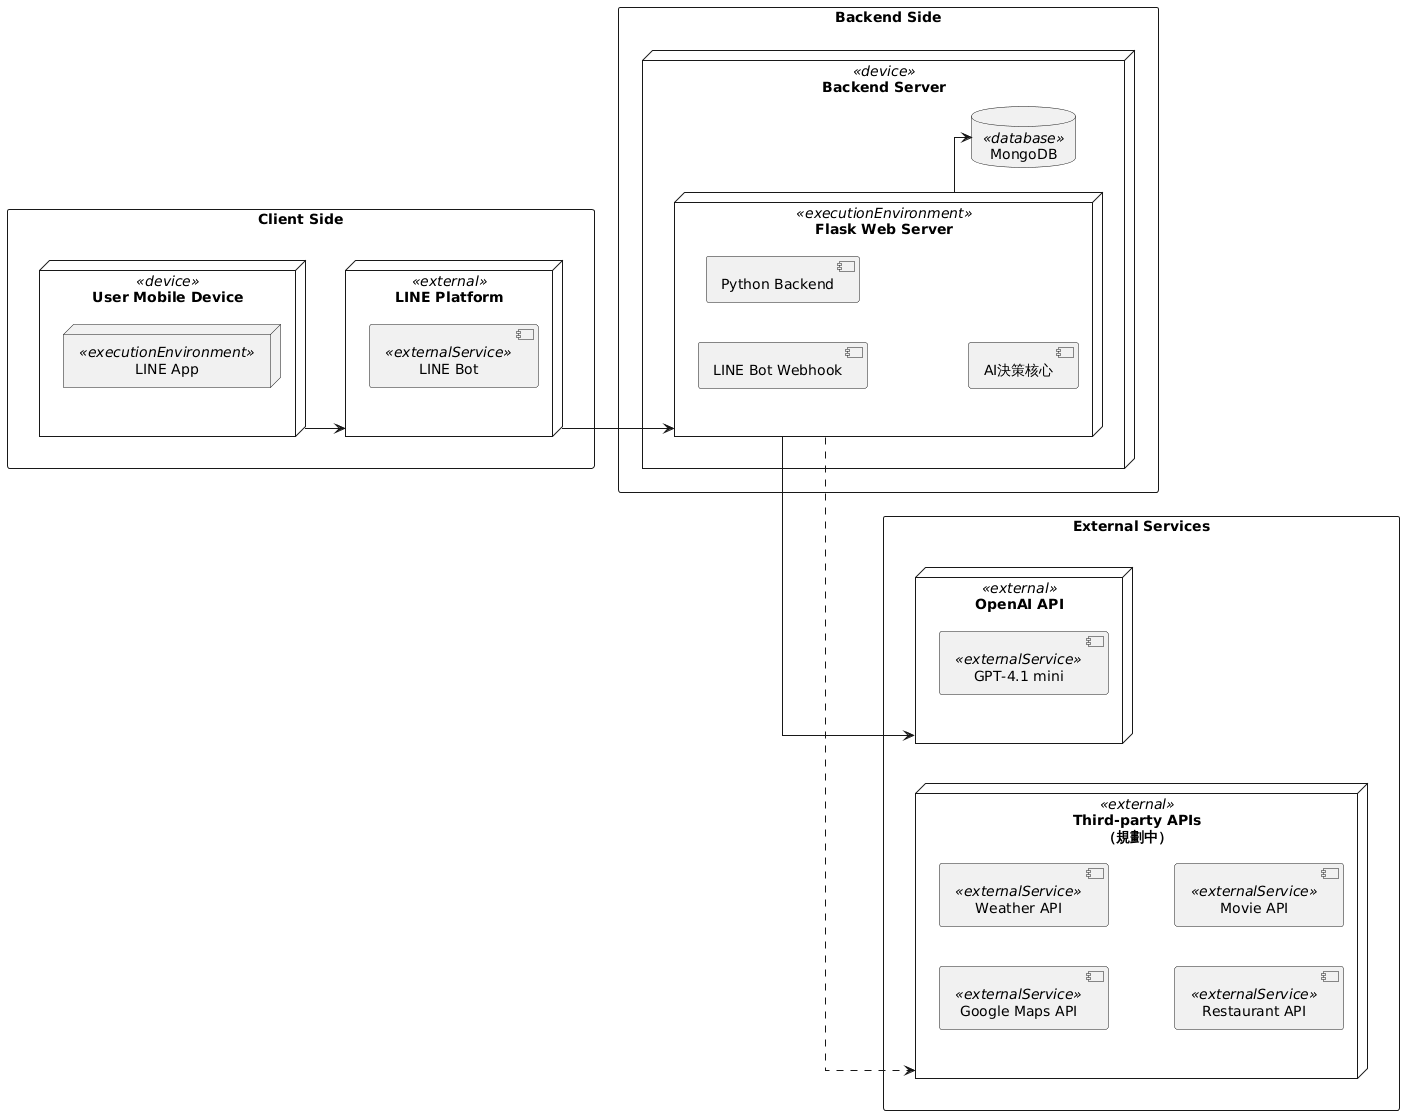 Backend Side
«device»
Backend Server
«database»
MongoDB
«executionEnvironment»
Flask Web Server
Python Backend
LINE Bot Webhook
AI決策核心
Client Side
«device»
User Mobile Device
«executionEnvironment»
LINE App
«external»
LINE Platform
«externalService»
LINE Bot
External Services
«external»
OpenAI API
«externalService»
GPT-4.1 mini
«external»
Third-party APIs
（規劃中）
«externalService»
Weather API
«externalService»
Movie API
«externalService»
Google Maps API
«externalService»
Restaurant API